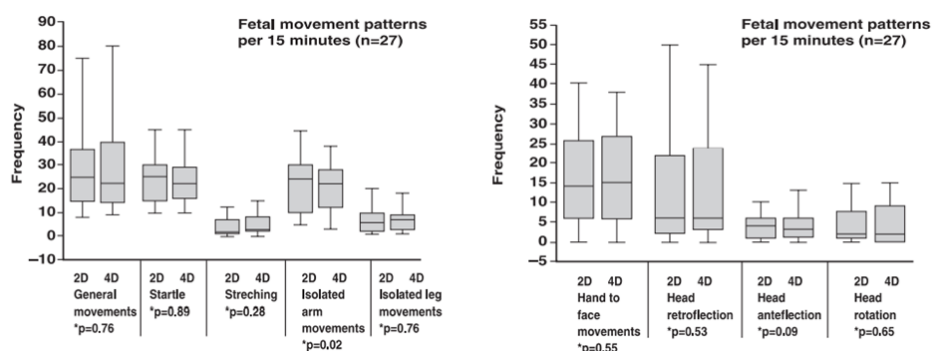 Fetal movement patterns
per 15 minutes (n=27)
Frequency
90
80
70
60
50
40
30
20
10
0
–10
2D 4D 2D 4D 2D 4D 2D 4D 2D 4D
General
movements
*p=0.76
Startle
*p=0.89
Streching
*p=0.28
Isolated
arm
movements
*p=0.02
Isolated leg
movements
*p=0.76
Fetal movement patterns
per 15 minutes (n=27)
Frequency
55
50
45
40
35
30
25
20
15
10
5
0
–5
2D 4D 2D 4D 2D 4D 2D 4D
Hand to
face
movements
*p=0.55
Head
retroflection
*p=0.53
Head
anteflection
*p=0.09
Head
rotation
*p=0.65